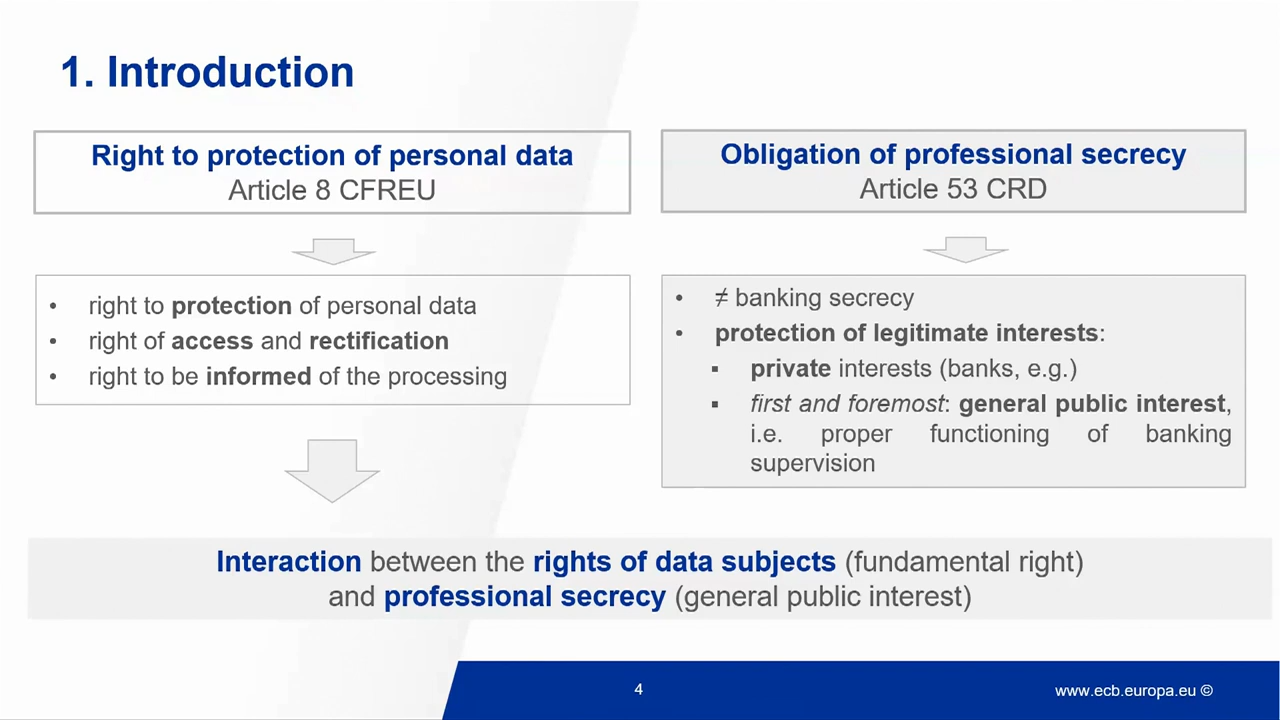 1. Introduction
Right to protection of personal data
Article 8 CFREU
• right to protection of personal data
• right of access and rectification
• right to be informed of the processing
Obligation of professional secrecy
Article 53 CRD
• ≠ banking secrecy
• protection of legitimate interests:
▪ private interests (banks, e.g.)
▪ first and foremost: general public interest,
i.e. proper functioning of banking
supervision
Interaction between the rights of data subjects (fundamental right)
and professional secrecy (general public interest)
4
www.ecb.europa.eu ©